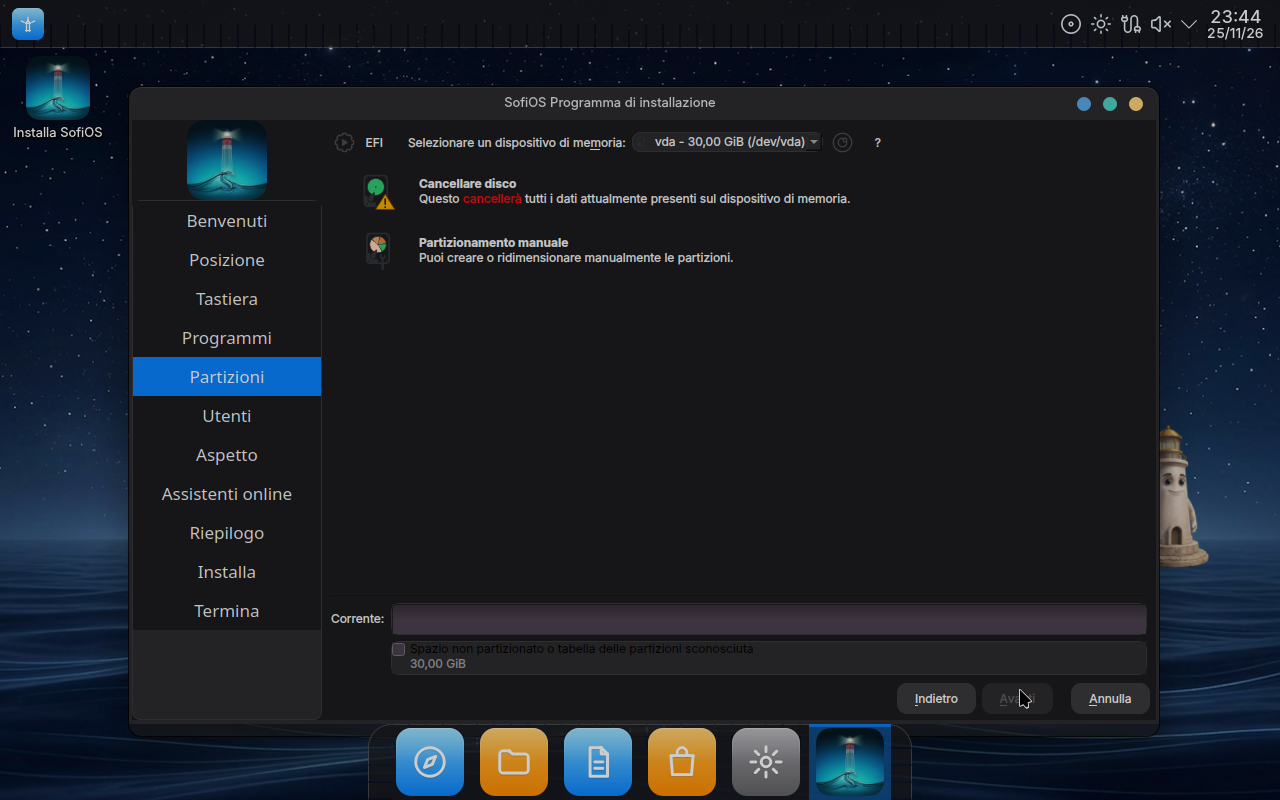 23:44
25/11/26
Installa SofiOS
SofiOS Programma di installazione
EFI
Selezionare un dispositivo di memoria:
vda - 30,00 GiB (/dev/vda)
?
Cancellare disco
Questo cancellerà tutti i dati attualmente presenti sul dispositivo di memoria.
Partizionamento manuale
Puoi creare o ridimensionare manualmente le partizioni.
Benvenuti
Posizione
Tastiera
Programmi
Partizioni
Utenti
Aspetto
Assistenti online
Riepilogo
Installa
Termina
Corrente:
Spazio non partizionato o tabella delle partizioni sconosciuta
30,00 GiB
Indietro
Annulla